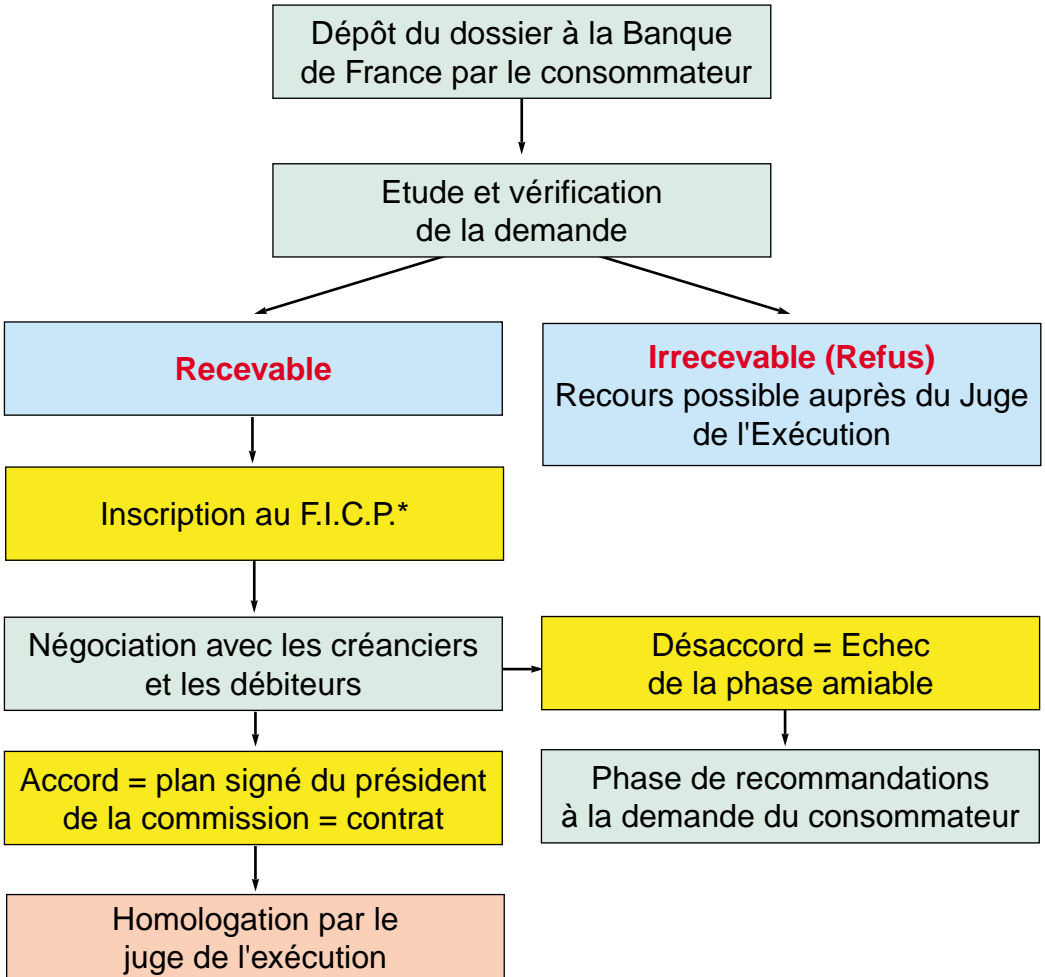 Dépôt du dossier à la Banque
de France par le consommateur
Etude et vérification
de la demande
Recevable
Irrecevable (Refus)
Recours possible auprès du Juge
de l'Exécution
Inscription au F.I.C.P.*
Négociation avec les créanciers
et les débiteurs
Désaccord = Echec
de la phase amiable
Accord = plan signé du président
de la commission = contrat
Phase de recommandations
à la demande du consommateur
Homologation par le
juge de l'exécution